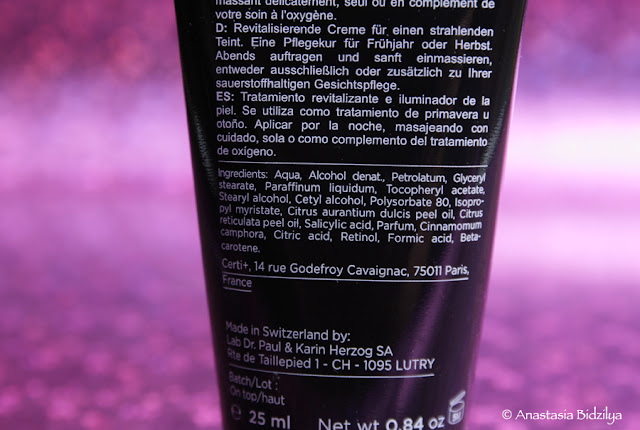 massant délicatement, seul ou en complément de
votre soin à l'oxygène.
D: Revitalisierende Creme für einen strahlenden
Teint. Eine Pflegekur für Frühjahr oder Herbst.
Abends auftragen und sanft einmassieren,
entweder ausschließlich oder zusätzlich zu Ihrer
sauerstoffhaltigen Gesichtspflege.
ES: Tratamiento revitalizante e iluminador de la
piel. Se utiliza como tratamiento de primavera u
otoño. Aplicar por la noche, masajeando con
cuidado, sola o como complemento del tratamiento
de oxígeno.
Ingredients: Aqua, Alcohol denat., Petrolatum, Glyceryl
stearate, Paraffinum liquidum, Tocopheryl acetate,
Stearyl alcohol, Cetyl alcohol, Polysorbate 80, Isopro-
pyl myristate, Citrus aurantium dulcis peel oil, Citrus
reticulata peel oil, Salicylic acid, Parfum, Cinnamomum
camphora, Citric acid, Retinol, Formic acid, Beta-
carotene.
Certi+, 14 rue Godefroy Cavaignac, 75011 Paris,
France
Made in Switzerland by:
Lab Dr. Paul & Karin Herzog SA
Rte de Taillepied 1 - CH - 1095 LUTRY
Batch/Lot :
On top/haut
e 25 ml Net wt 0.84 oz
© Anastasia Bidzilya